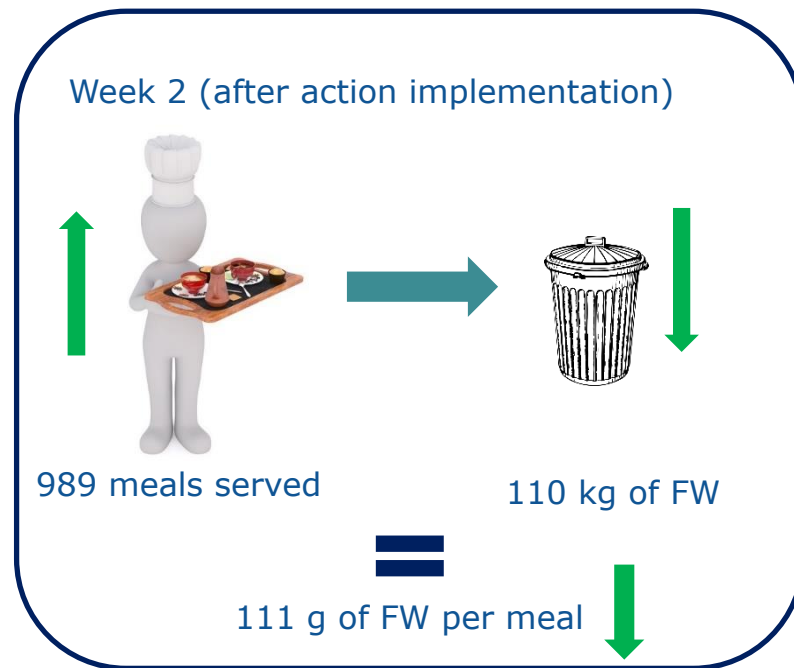 Week 2 (after action implementation)
989 meals served
110 kg of FW
111 g of FW per meal